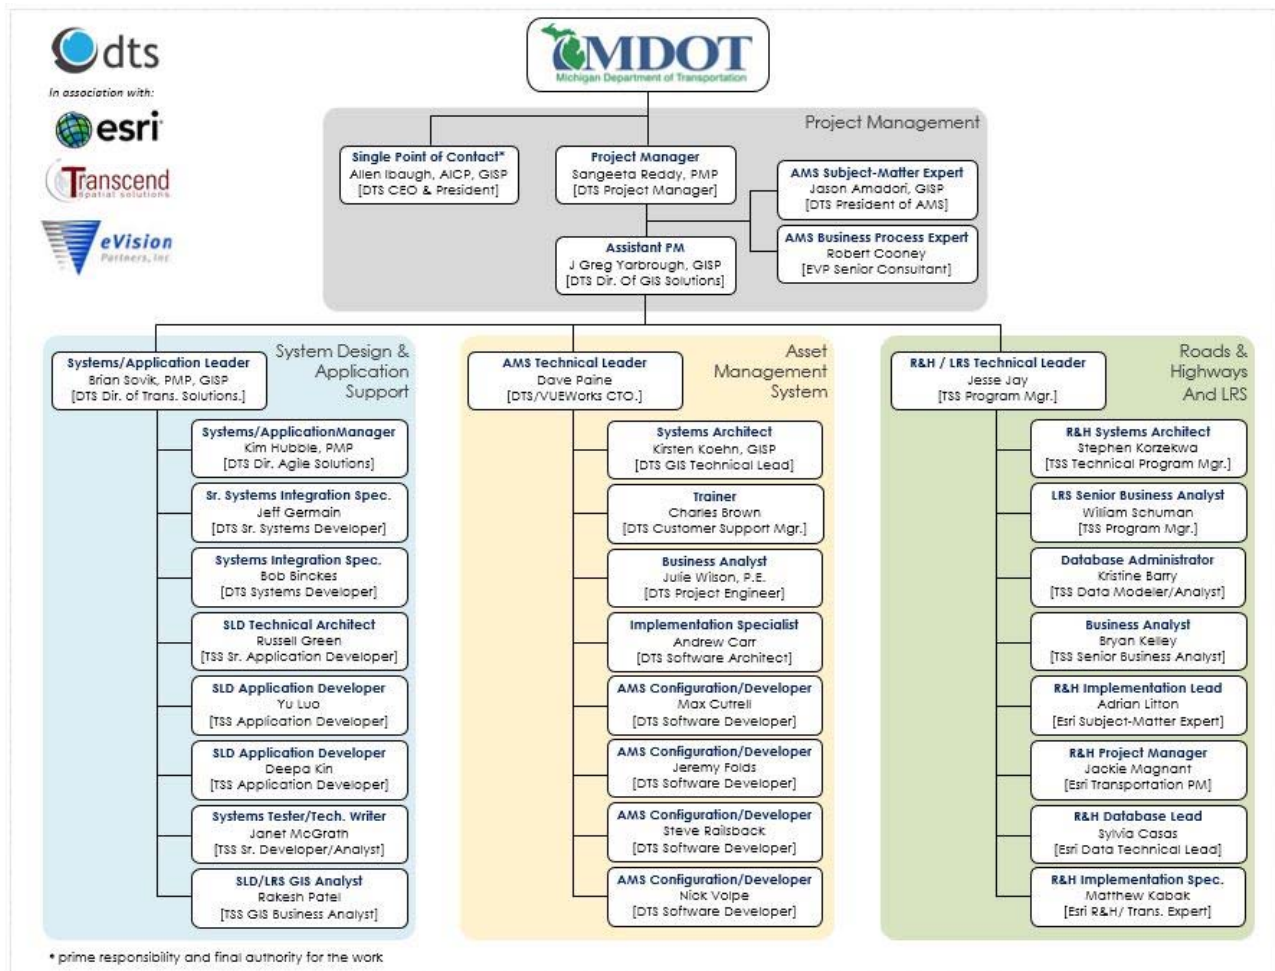 dts
In association with:
esri
Transcend
spatial solutions
eVision
Partners, Inc
MDOT
Michigan Department of Transportation
Project Management
Single Point of Contact*
Allen Ibaugh, AICP, GISP
[DTS CEO & President]
Project Manager
Sangeeta Reddy, PMP
[DTS Project Manager]
AMS Subject-Matter Expert
Jason Amadori, GISP
[DTS President of AMS]
AMS Business Process Expert
Robert Cooney
[EVP Senior Consultant]
Assistant PM
J Greg Yarbrough, GISP
[DTS Dir. Of GIS Solutions]
System Design &
Application
Support
Systems/Application Leader
Brian Sovik, PMP, GISP
[DTS Dir. of Trans. Solutions.]
Systems/ApplicationManager
Kim Hubble, PMP
[DTS Dir. Agile Solutions]
Sr. Systems Integration Spec.
Jeff Germain
[DTS Sr. Systems Developer]
Systems Integration Spec.
Bob Binckes
[DTS Systems Developer]
SLD Technical Architect
Russell Green
[TSS Sr. Application Developer]
SLD Application Developer
Yu Luo
[TSS Application Developer]
SLD Application Developer
Deepa Kin
[TSS Application Developer]
Systems Tester/Tech. Writer
Janet McGrath
[TSS Sr. Developer/Analyst]
SLD/LRS GIS Analyst
Rakesh Patel
[TSS GIS Business Analyst]
Asset
Management
System
AMS Technical Leader
Dave Paine
[DTS/VUEWorks CTO.]
Systems Architect
Kirsten Koehn, GISP
[DTS GIS Technical Lead]
Trainer
Charles Brown
[DTS Customer Support Mgr.]
Business Analyst
Julie Wilson, P.E.
[DTS Project Engineer]
Implementation Specialist
Andrew Carr
[DTS Software Architect]
AMS Configuration/Developer
Max Cutrell
[DTS Software Developer]
AMS Configuration/Developer
Jeremy Folds
[DTS Software Developer]
AMS Configuration/Developer
Steve Railsback
[DTS Software Developer]
AMS Configuration/Developer
Nick Volpe
[DTS Software Developer]
Roads &
Highways
And LRS
R&H / LRS Technical Leader
Jesse Jay
[TSS Program Mgr.]
R&H Systems Architect
Stephen Korzekwa
[TSS Technical Program Mgr.]
LRS Senior Business Analyst
William Schuman
[TSS Program Mgr.]
Database Administrator
Kristine Barry
[TSS Data Modeler/Analyst]
Business Analyst
Bryan Kelley
[TSS Senior Business Analyst]
R&H Implementation Lead
Adrian Litton
[Esri Subject-Matter Expert]
R&H Project Manager
Jackie Magnant
[Esri Transportation PM]
R&H Database Lead
Sylvia Casas
[Esri Data Technical Lead]
R&H Implementation Spec.
Matthew Kabak
[Esri R&H/ Trans. Expert]
* prime responsibility and final authority for the work